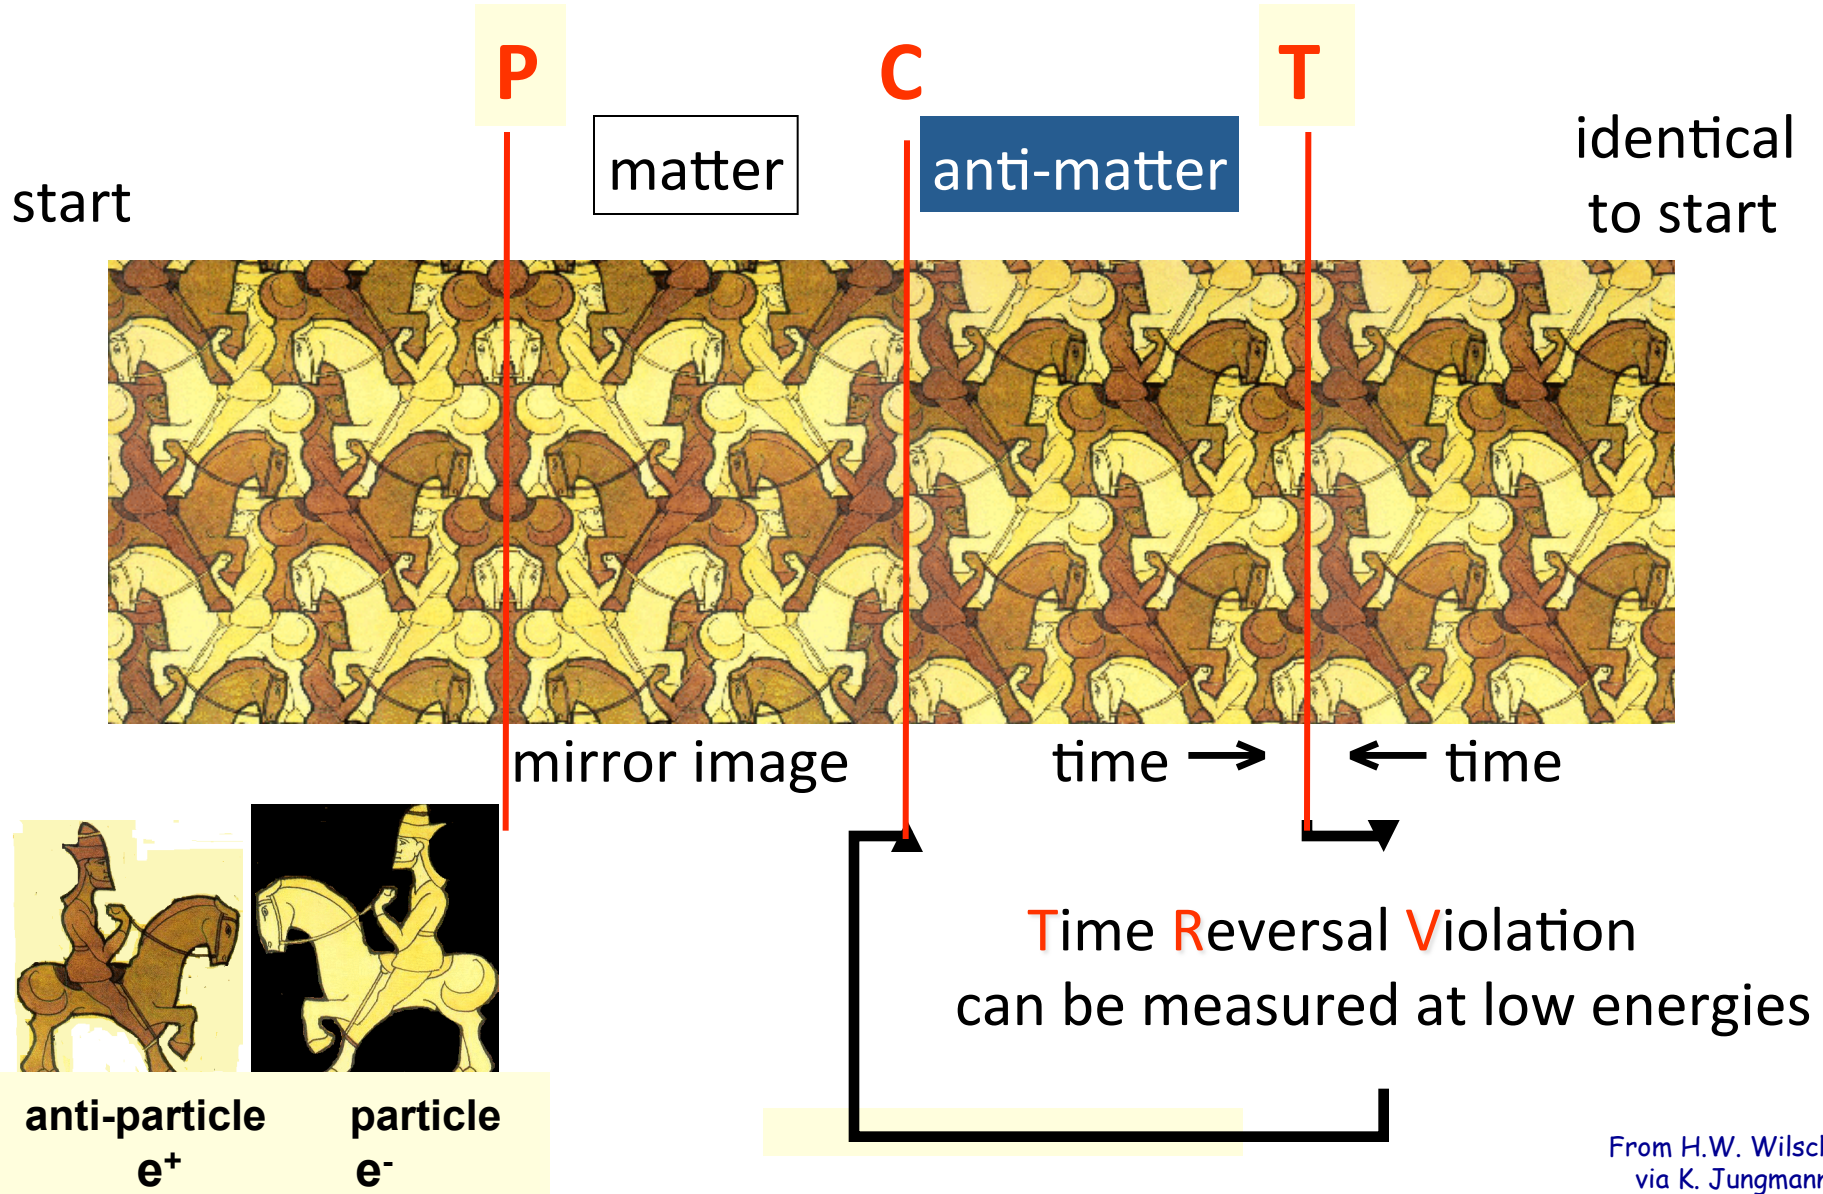 P
C
T
matter
anti-matter
identical
to start
start
mirror image
time
time
Time Reversal Violation
can be measured at low energies
anti-particle
particle
e⁺
e⁻
From H.W. Wilsch
via K. Jungmann